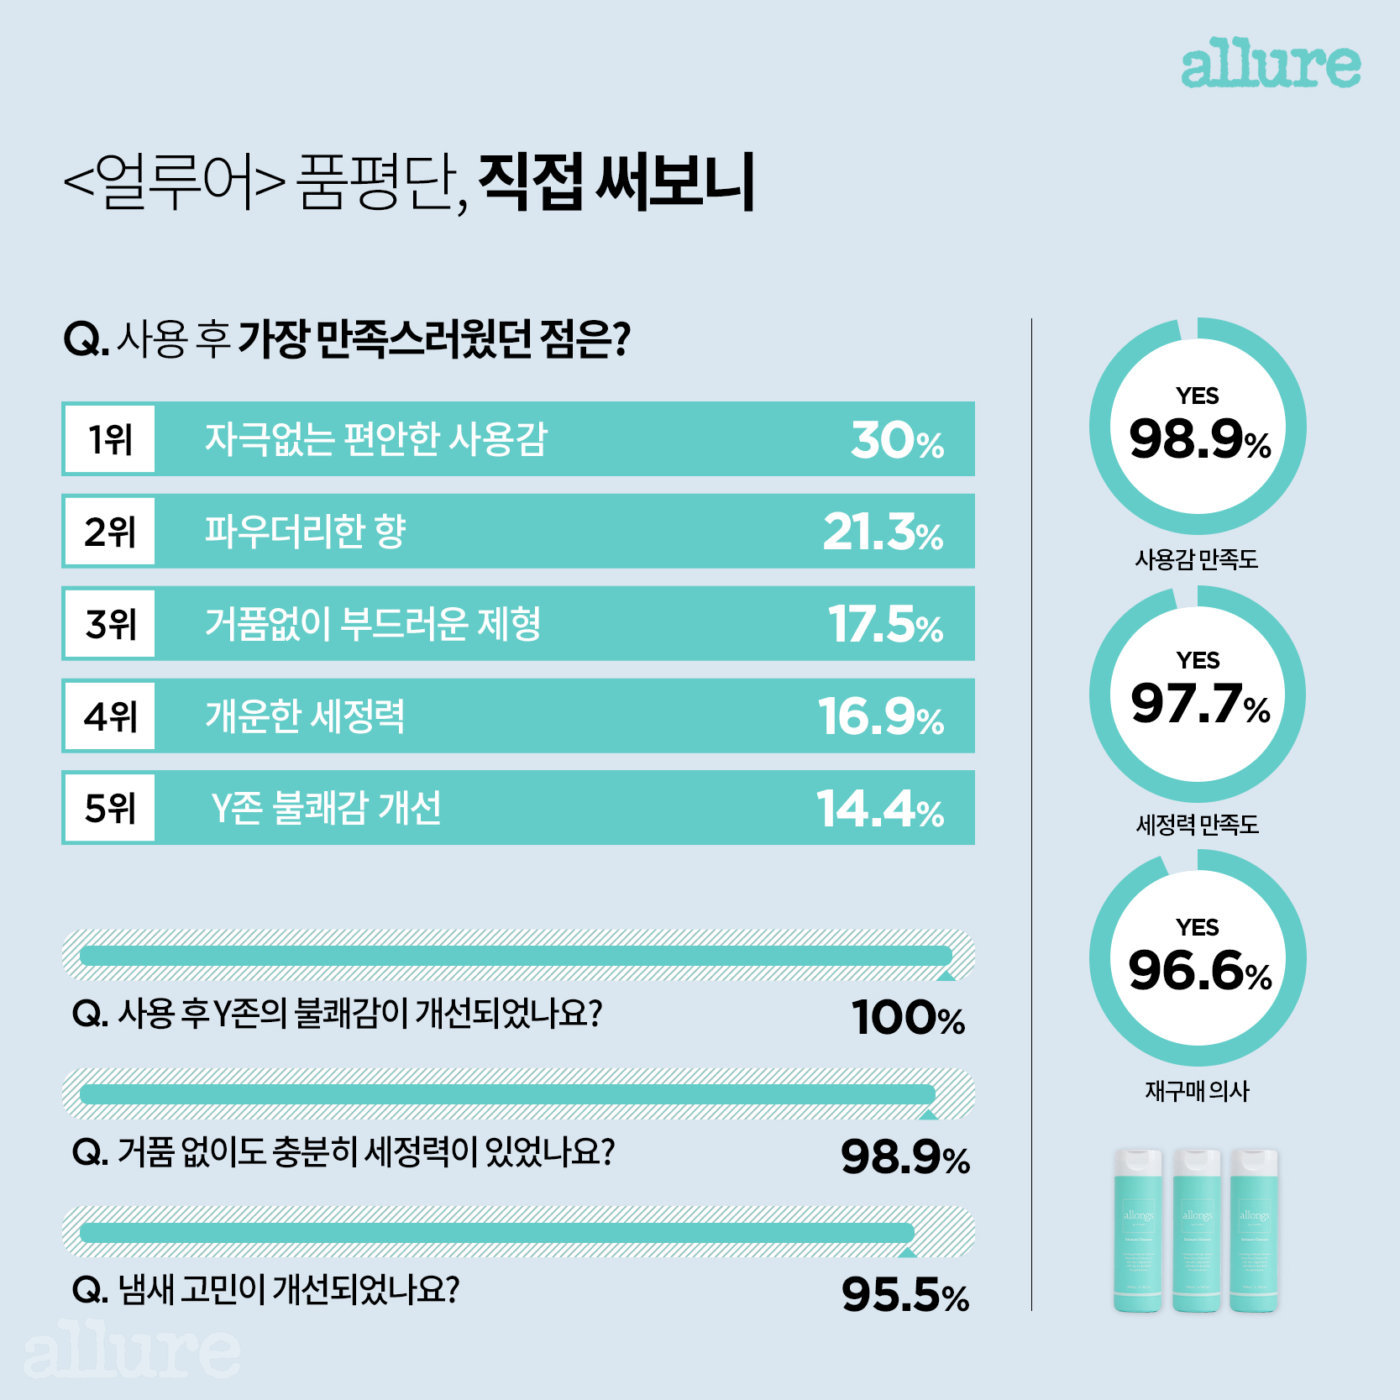 allure
<얼루어> 품평단, 직접 써보니
Q. 사용 후 가장 만족스러웠던 점은?
1위 자극없는 편안한 사용감 30%
2위 파우더리한 향 21.3%
3위 거품없이 부드러운 제형 17.5%
4위 개운한 세정력 16.9%
5위 Y존 불쾌감 개선 14.4%
Q. 사용 후 Y존의 불쾌감이 개선되었나요? 100%
Q. 거품 없이도 충분히 세정력이 있었나요? 98.9%
Q. 냄새 고민이 개선되었나요? 95.5%
YES
98.9%
사용감 만족도
YES
97.7%
세정력 만족도
YES
96.6%
재구매 의사
allongs allongs allongs
allure